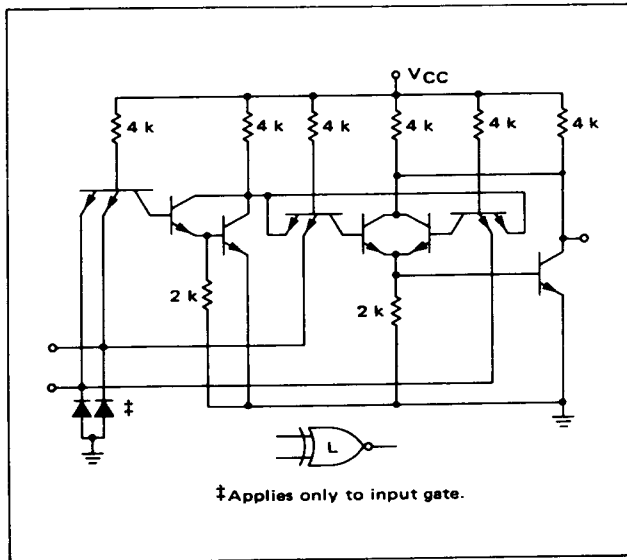 VCC
4 k 4 k 4 k 4 k 4 k 4 k
2 k 2 k
‡
L
‡Applies only to input gate.